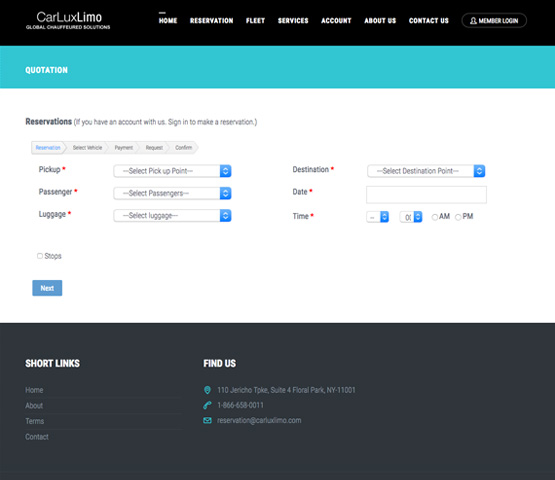 CarLuxLimo
GLOBAL CHAUFFEURED SOLUTIONS
HOME RESERVATION FLEET SERVICES ACCOUNT ABOUT US CONTACT US MEMBER LOGIN
QUOTATION
Reservations (If you have an account with us. Sign in to make a reservation.)
Reservation Select Vehicle Payment Request Confirm
Pickup * ---Select Pick up Point--- Destination * ---Select Destination Point---
Passenger * ---Select Passengers--- Date *
Luggage * ---Select luggage--- Time * -- 00 AM PM
Stops
Next
SHORT LINKS FIND US
Home 110 Jericho Tpke, Suite 4 Floral Park, NY-11001
About 1-866-658-0011
Terms reservation@carluxlimo.com
Contact